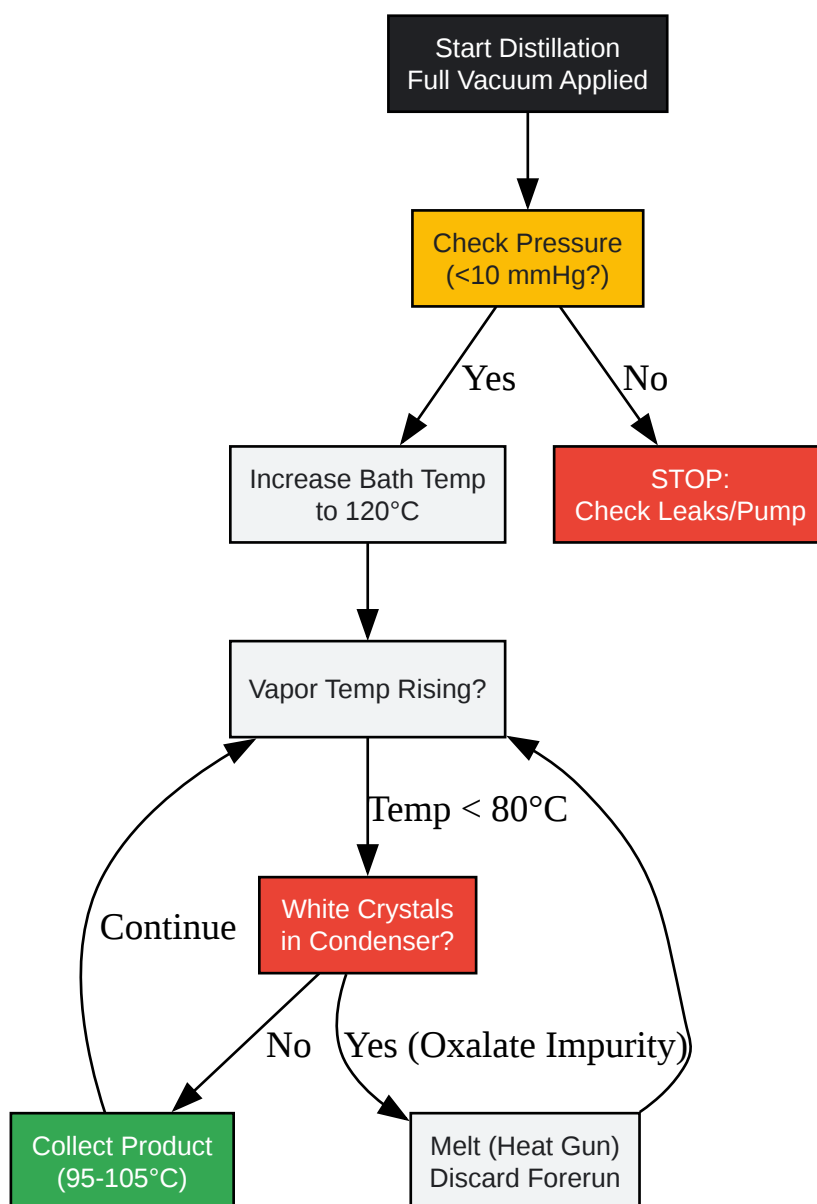 Start Distillation
Full Vacuum Applied
Check Pressure
(<10 mmHg?)
Yes
No
Increase Bath Temp
to 120°C
STOP:
Check Leaks/Pump
Vapor Temp Rising?
Temp < 80°C
White Crystals
in Condenser?
Continue
No
Yes (Oxalate Impurity)
Collect Product
(95-105°C)
Melt (Heat Gun)
Discard Forerun